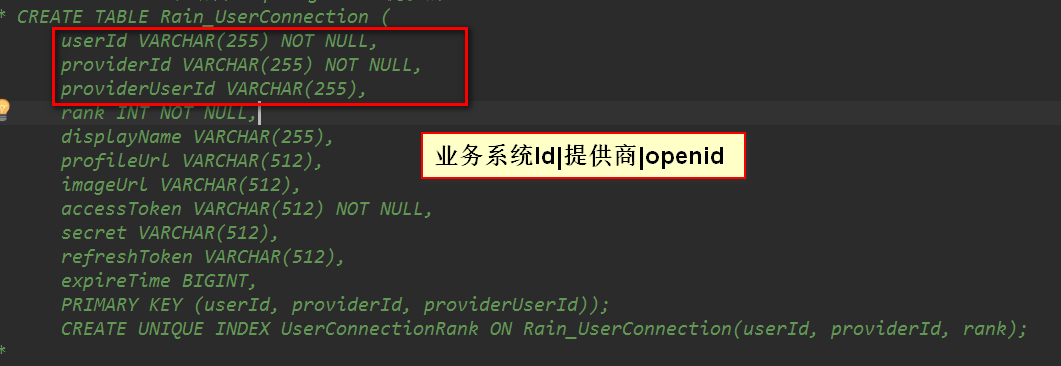 * CREATE TABLE Rain_UserConnection (
userId VARCHAR(255) NOT NULL,
providerId VARCHAR(255) NOT NULL,
providerUserId VARCHAR(255),
rank INT NOT NULL,
displayName VARCHAR(255),
业务系统Id|提供商|openid
profileUrl VARCHAR(512),
imageUrl VARCHAR(512),
accessToken VARCHAR(512) NOT NULL,
secret VARCHAR(512),
refreshToken VARCHAR(512),
expireTime BIGINT,
PRIMARY KEY (userId, providerId, providerUserId));
CREATE UNIQUE INDEX UserConnectionRank ON Rain_UserConnection(userId, providerId, rank);
*